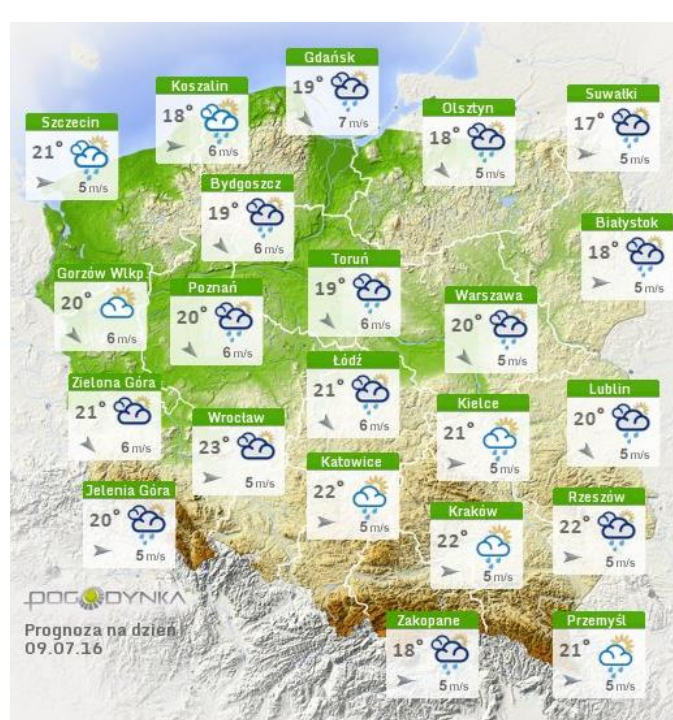 Gdańsk
19°
7 m/s
Koszalin
18°
6 m/s
Suwałki
17°
5 m/s
Olsztyn
18°
5 m/s
Szczecin
21°
5 m/s
Bydgoszcz
19°
6 m/s
Białystok
18°
5 m/s
Toruń
19°
6 m/s
Gorzów Wlkp
20°
6 m/s
Poznań
20°
6 m/s
Warszawa
20°
5 m/s
Łódź
21°
6 m/s
Zielona Góra
21°
6 m/s
Lublin
20°
5 m/s
Kielce
21°
5 m/s
Wrocław
23°
5 m/s
Katowice
22°
5 m/s
Jelenia Góra
20°
5 m/s
Rzeszów
22°
5 m/s
Kraków
22°
5 m/s
POGODYNKA
Prognoza na dzień
09.07.16
Zakopane
18°
5 m/s
Przemyśl
21°
5 m/s